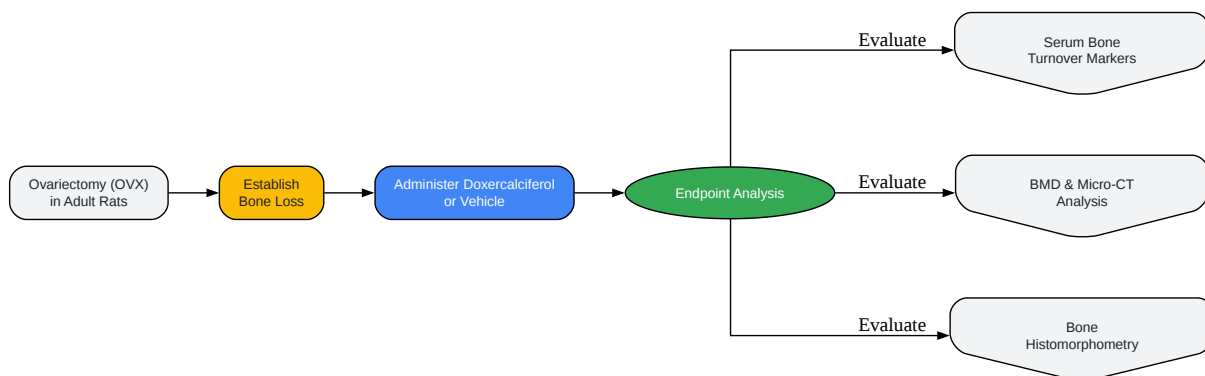 Ovariectomy (OVX)
in Adult Rats
Establish
Bone Loss
Administer Doxercalciferol
or Vehicle
Endpoint Analysis
Evaluate
Serum Bone
Turnover Markers
Evaluate
BMD & Micro-CT
Analysis
Evaluate
Bone
Histomorphometry